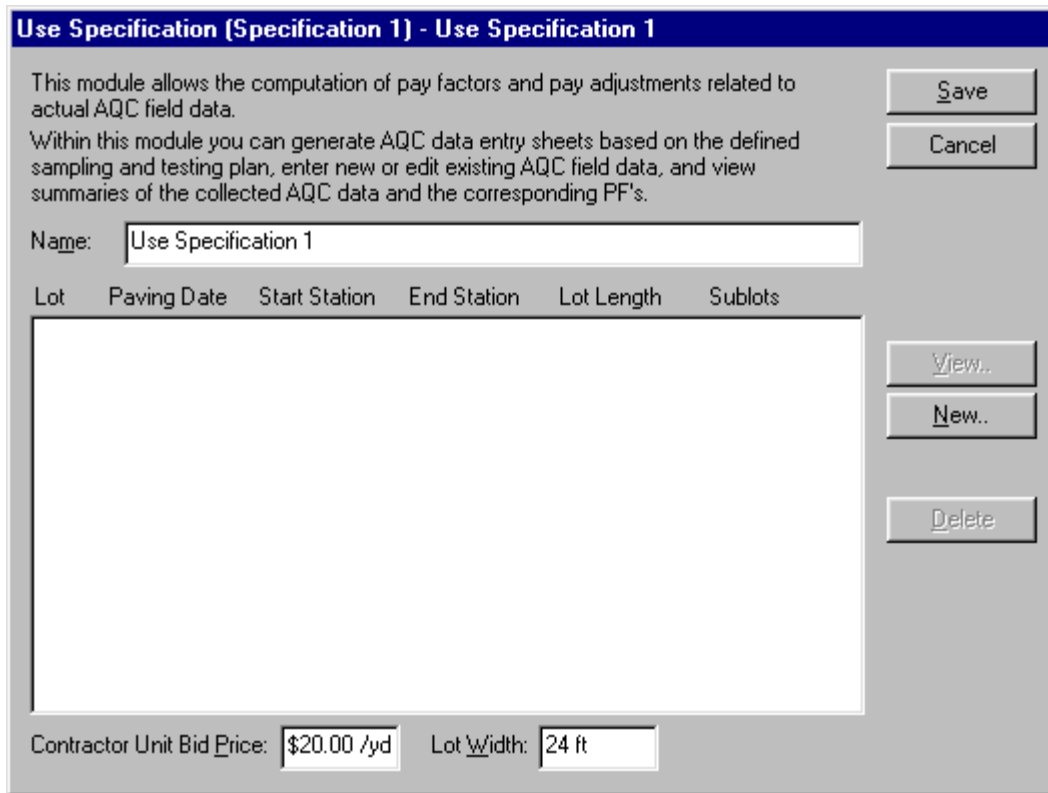 Use Specification (Specification 1) - Use Specification 1
This module allows the computation of pay factors and pay adjustments related to
actual AQC field data.
Within this module you can generate AQC data entry sheets based on the defined
sampling and testing plan, enter new or edit existing AQC field data, and view
summaries of the collected AQC data and the corresponding PF's.
Save
Cancel
Name: Use Specification 1
Lot Paving Date Start Station End Station Lot Length Sublots
View..
New..
Delete
Contractor Unit Bid Price: $20.00 /yd Lot Width: 24 ft